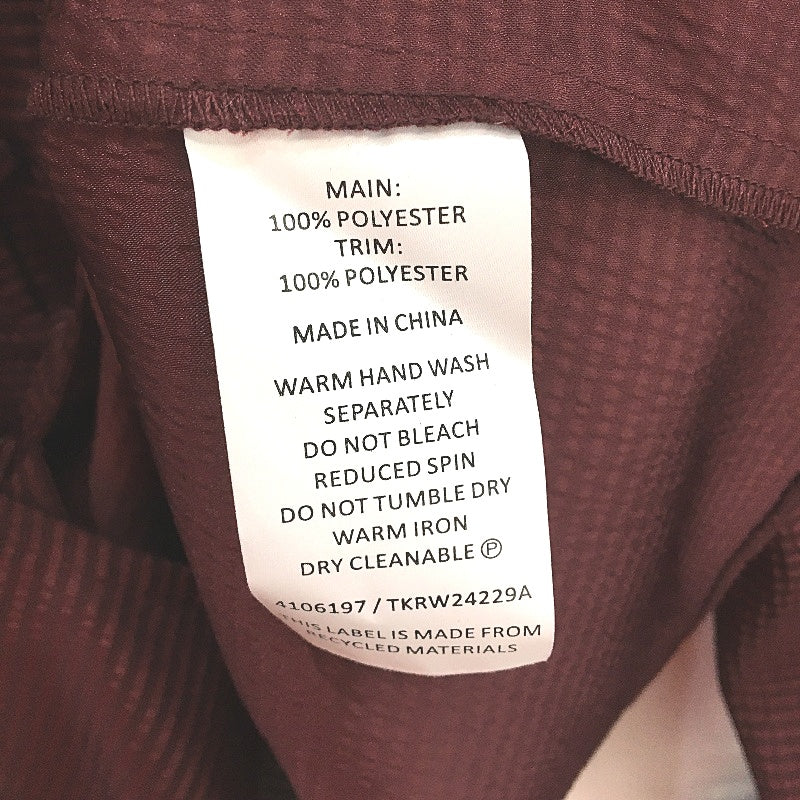 MAIN:
100% POLYESTER
TRIM:
100% POLYESTER
MADE IN CHINA
WARM HAND WASH
SEPARATELY
DO NOT BLEACH
REDUCED SPIN
DO NOT TUMBLE DRY
WARM IRON
DRY CLEANABLE Ⓟ
4106197 / TKRW24229A
THIS LABEL IS MADE FROM
RECYCLED MATERIALS